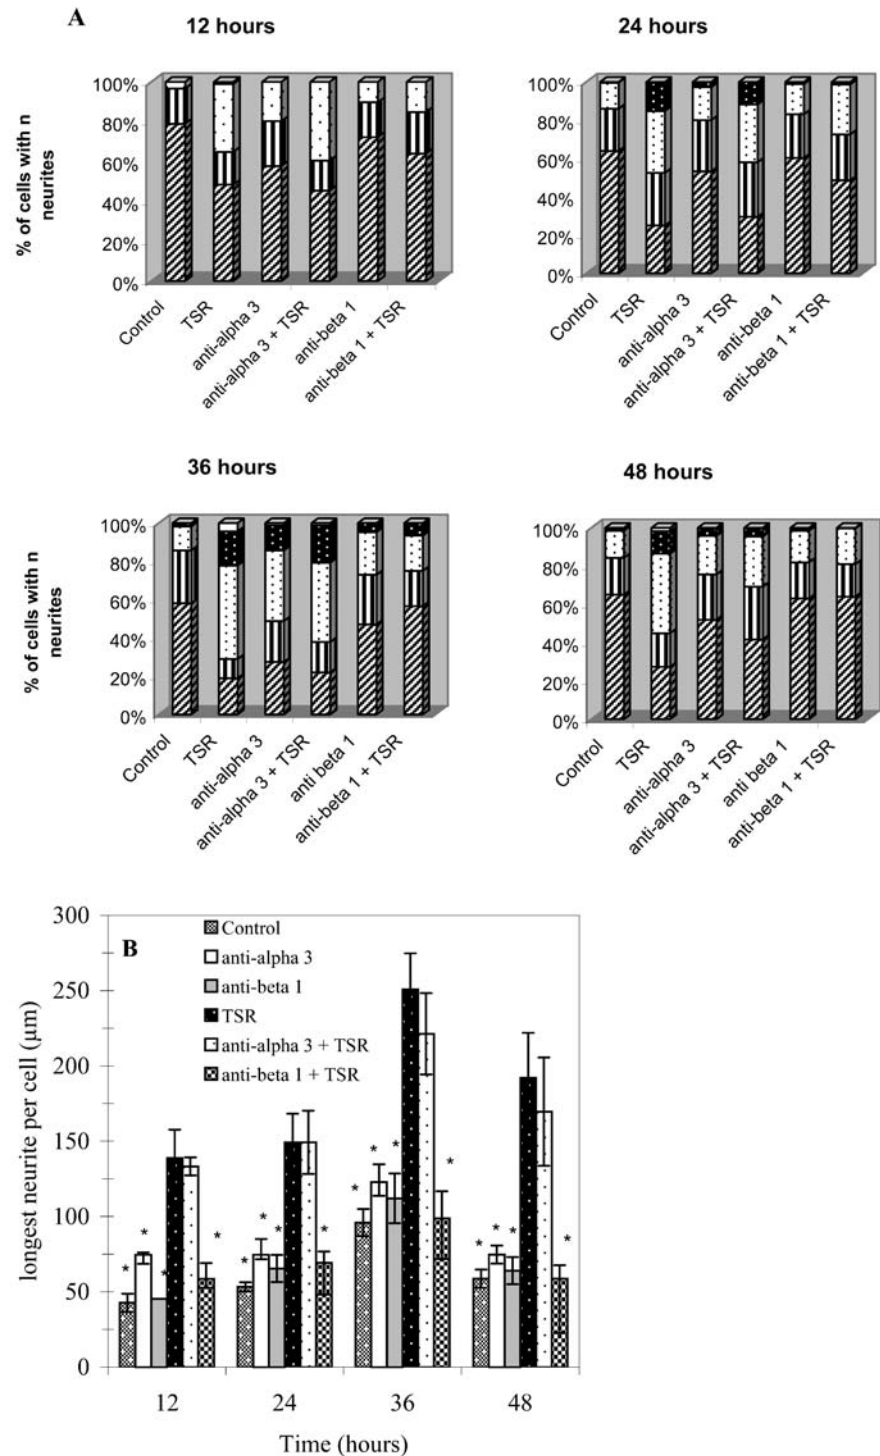 A
12 hours
24 hours
% of cells with n
neurites
100%
80%
60%
40%
20%
0%
Control
TSR
anti-alpha 3
anti-alpha 3 + TSR
anti-beta 1
anti-beta 1 + TSR
100%
80%
60%
40%
20%
0%
Control
TSR
anti-alpha 3
anti-alpha 3 + TSR
anti-beta 1
anti-beta 1 + TSR
36 hours
48 hours
% of cells with n
neurites
100%
80%
60%
40%
20%
0%
Control
TSR
anti-alpha 3
anti-alpha 3 + TSR
anti beta 1
anti-beta 1 + TSR
100%
80%
60%
40%
20%
0%
Control
TSR
anti-alpha 3
anti-alpha 3 + TSR
anti beta 1
anti-beta 1 + TSR
B
longest neurite per cell (µm)
300
250
200
150
100
50
0
Control
anti-alpha 3
anti-beta 1
TSR
anti-alpha 3 + TSR
anti-beta 1 + TSR
* * * *
* * * *
* * * *
* * * *
12 24 36 48
Time (hours)